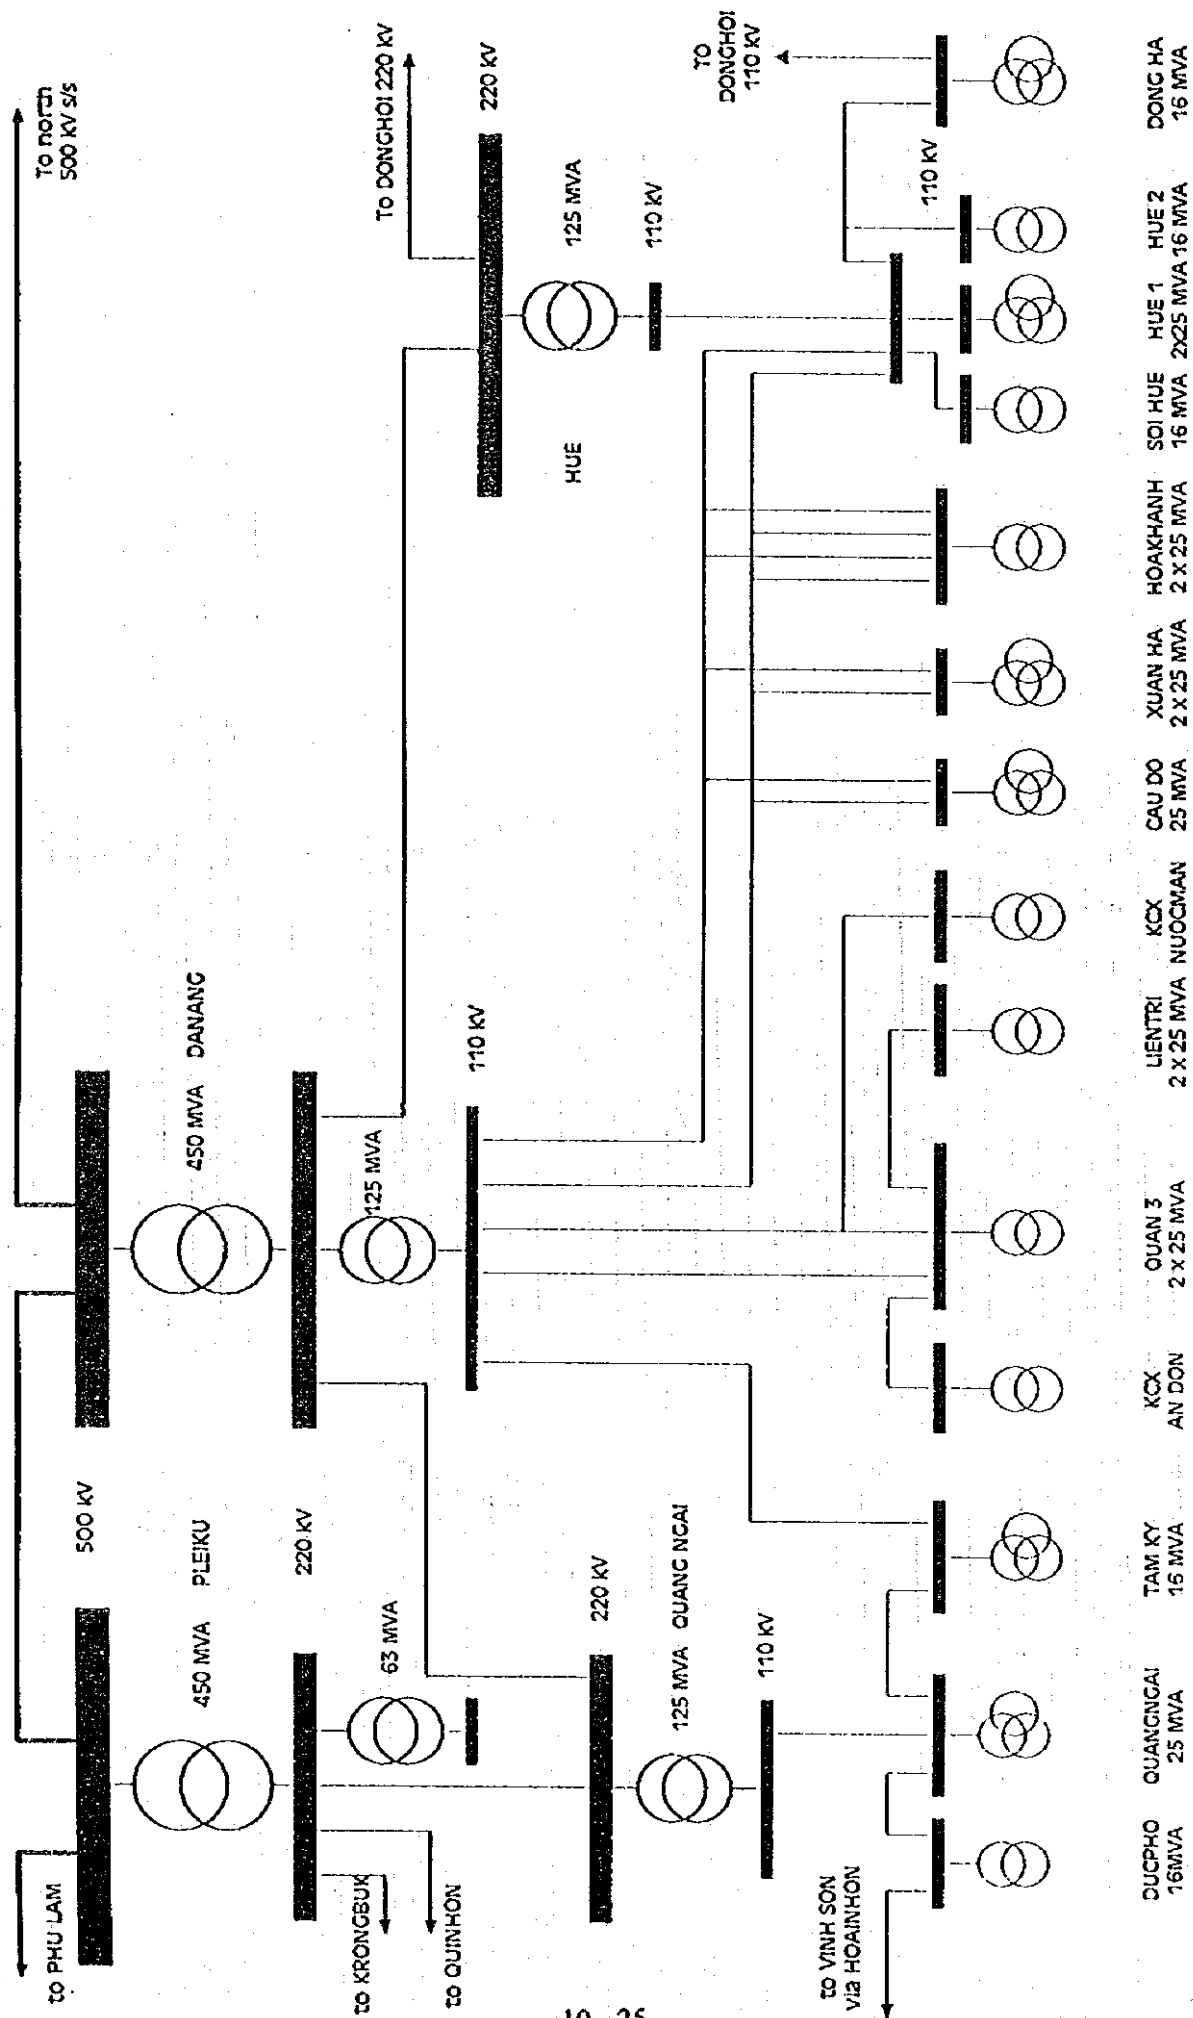 to PHU LAM
To north
500 KV s/s
500 KV
450 MVA PLEIKU
450 MVA DANANG
220 KV
to KRONGBUK
to QUINHON
63 MVA
125 MVA
To DONGHOI 220 KV
220 KV
110 KV
220 KV
125 MVA QUANG NGAI
110 KV
HUE
125 MVA
110 KV
TO
DONGHOI
110 KV
110 KV
to VINH SON
via HOAINHON
DUCPHO
16MVA
QUANGNGAI
25 MVA
TAM KY
16 MVA
KCX
AN DON
QUAN 3
2 X 25 MVA
LIENTRI
2 X 25 MVA
KCX
NUOCMAN
CAU DO
25 MVA
XUAN HA
2 X 25 MVA
HOAKHANH
2 X 25 MVA
SOI HUE
16 MVA
HUE 1
2X25 MVA
HUE 2
16 MVA
DONG HA
16 MVA